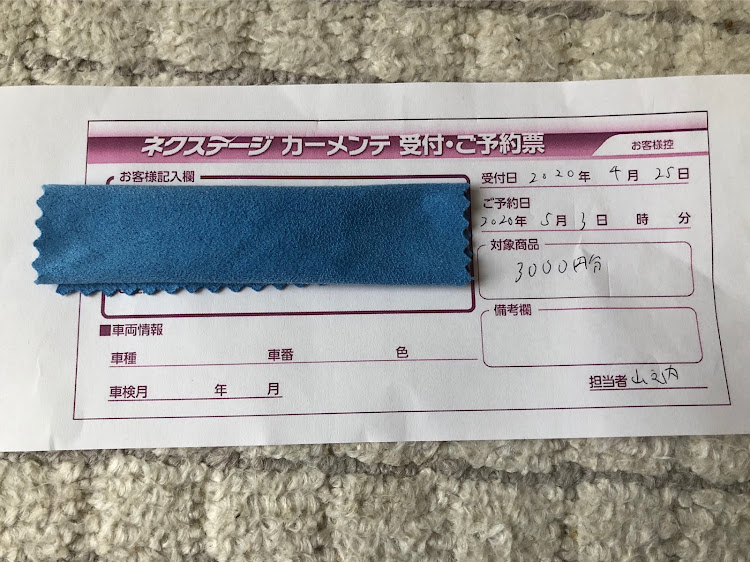 ネクステージ カーメンテ 受付・ご予約票
お客様控
お客様記入欄
受付日 2020年 4月 25日
ご予約日
2020年 5月 3日 時 分
対象商品
3000円分
備考欄
■車両情報
車種 車番 色
車検月 年 月
担当者